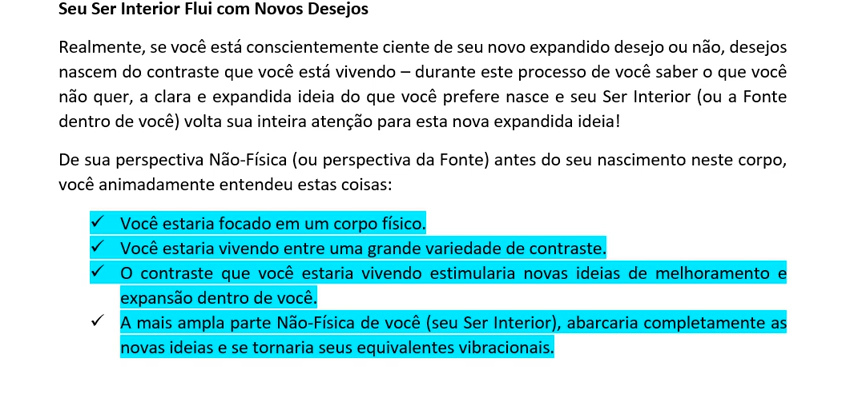 Seu Ser Interior Flui com Novos Desejos
Realmente, se você está conscientemente ciente de seu novo expandido desejo ou não, desejos
nascem do contraste que você está vivendo – durante este processo de você saber o que você
não quer, a clara e expandida ideia do que você prefere nasce e seu Ser Interior (ou a Fonte
dentro de você) volta sua inteira atenção para esta nova expandida ideia!
De sua perspectiva Não-Física (ou perspectiva da Fonte) antes do seu nascimento neste corpo,
você animadamente entendeu estas coisas:
✓ Você estaria focado em um corpo físico.
✓ Você estaria vivendo entre uma grande variedade de contraste.
✓ O contraste que você estaria vivendo estimularia novas ideias de melhoramento e
expansão dentro de você.
✓ A mais ampla parte Não-Física de você (seu Ser Interior), abarcaria completamente as
novas ideias e se tornaria seus equivalentes vibracionais.